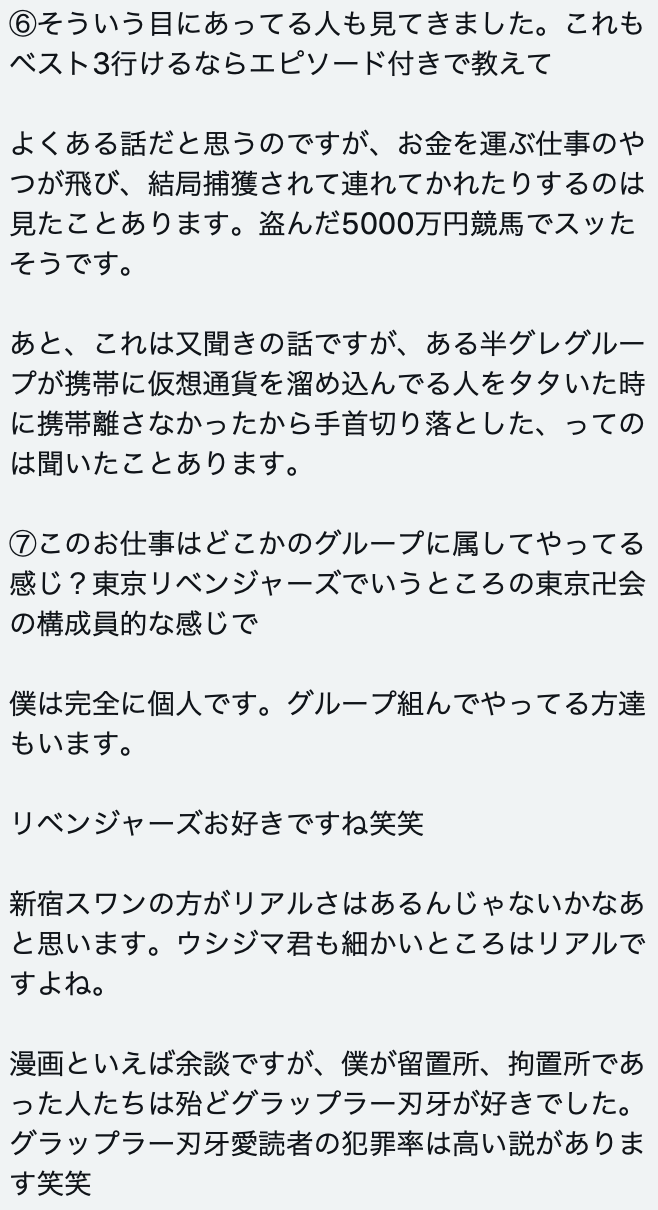 ⑥そういう目にあってる人も見てきました。これも
ベスト3行けるならエピソード付きで教えて
よくある話だと思うのですが、お金を運ぶ仕事のや
つが飛び、結局捕獲されて連れてかれたりするのは
見たことあります。盗んだ5000万円競馬でスッた
そうです。
あと、これは又聞きの話ですが、ある半グレグルー
プが携帯に仮想通貨を溜め込んでる人をタタいた時
に携帯離さなかったから手首切り落とした、っての
は聞いたことあります。
⑦このお仕事はどこかのグループに属してやってる
感じ？東京リベンジャーズでいうところの東京卍会
の構成員的な感じで
僕は完全に個人です。グループ組んでやってる方達
もいます。
リベンジャーズお好きですね笑笑
新宿スワンの方がリアルさはあるんじゃないかなあ
と思います。ウシジマ君も細かいところはリアルで
すよね。
漫画といえば余談ですが、僕が留置所、拘置所であ
った人たちは殆どグラップラー刃牙が好きでした。
グラップラー刃牙愛読者の犯罪率は高い説がありま
す笑笑